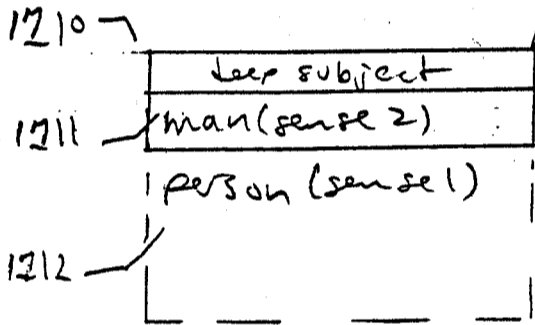 1210
deep subject
1211 man (sense 2)
person (sense 1)
1212